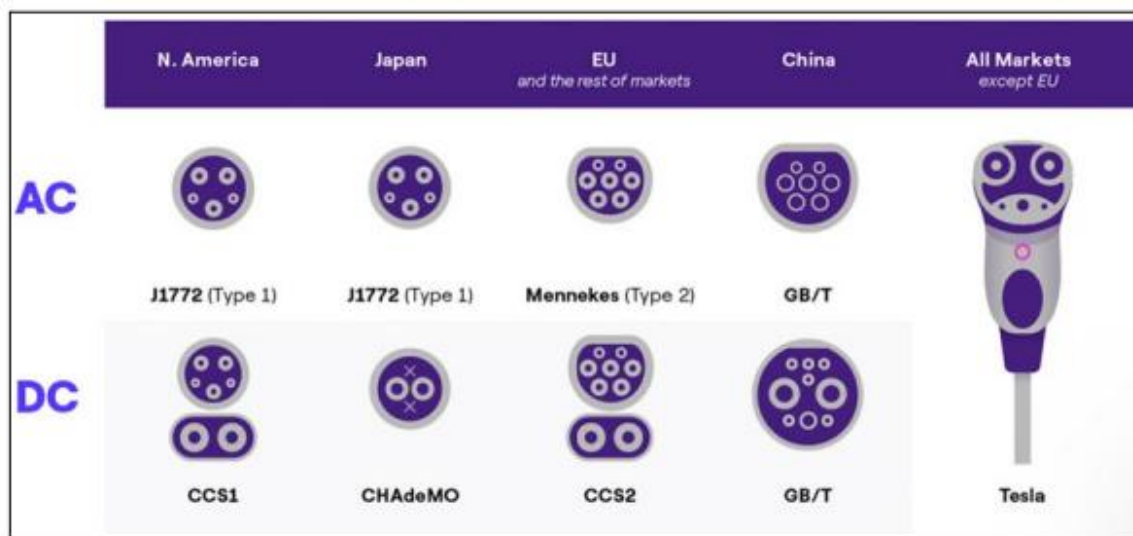 N. America
Japan
EU
and the rest of markets
China
All Markets
except EU
AC
J1772 (Type 1)
J1772 (Type 1)
Mennekes (Type 2)
GB/T
DC
CCS1
CHAdeMO
CCS2
GB/T
Tesla